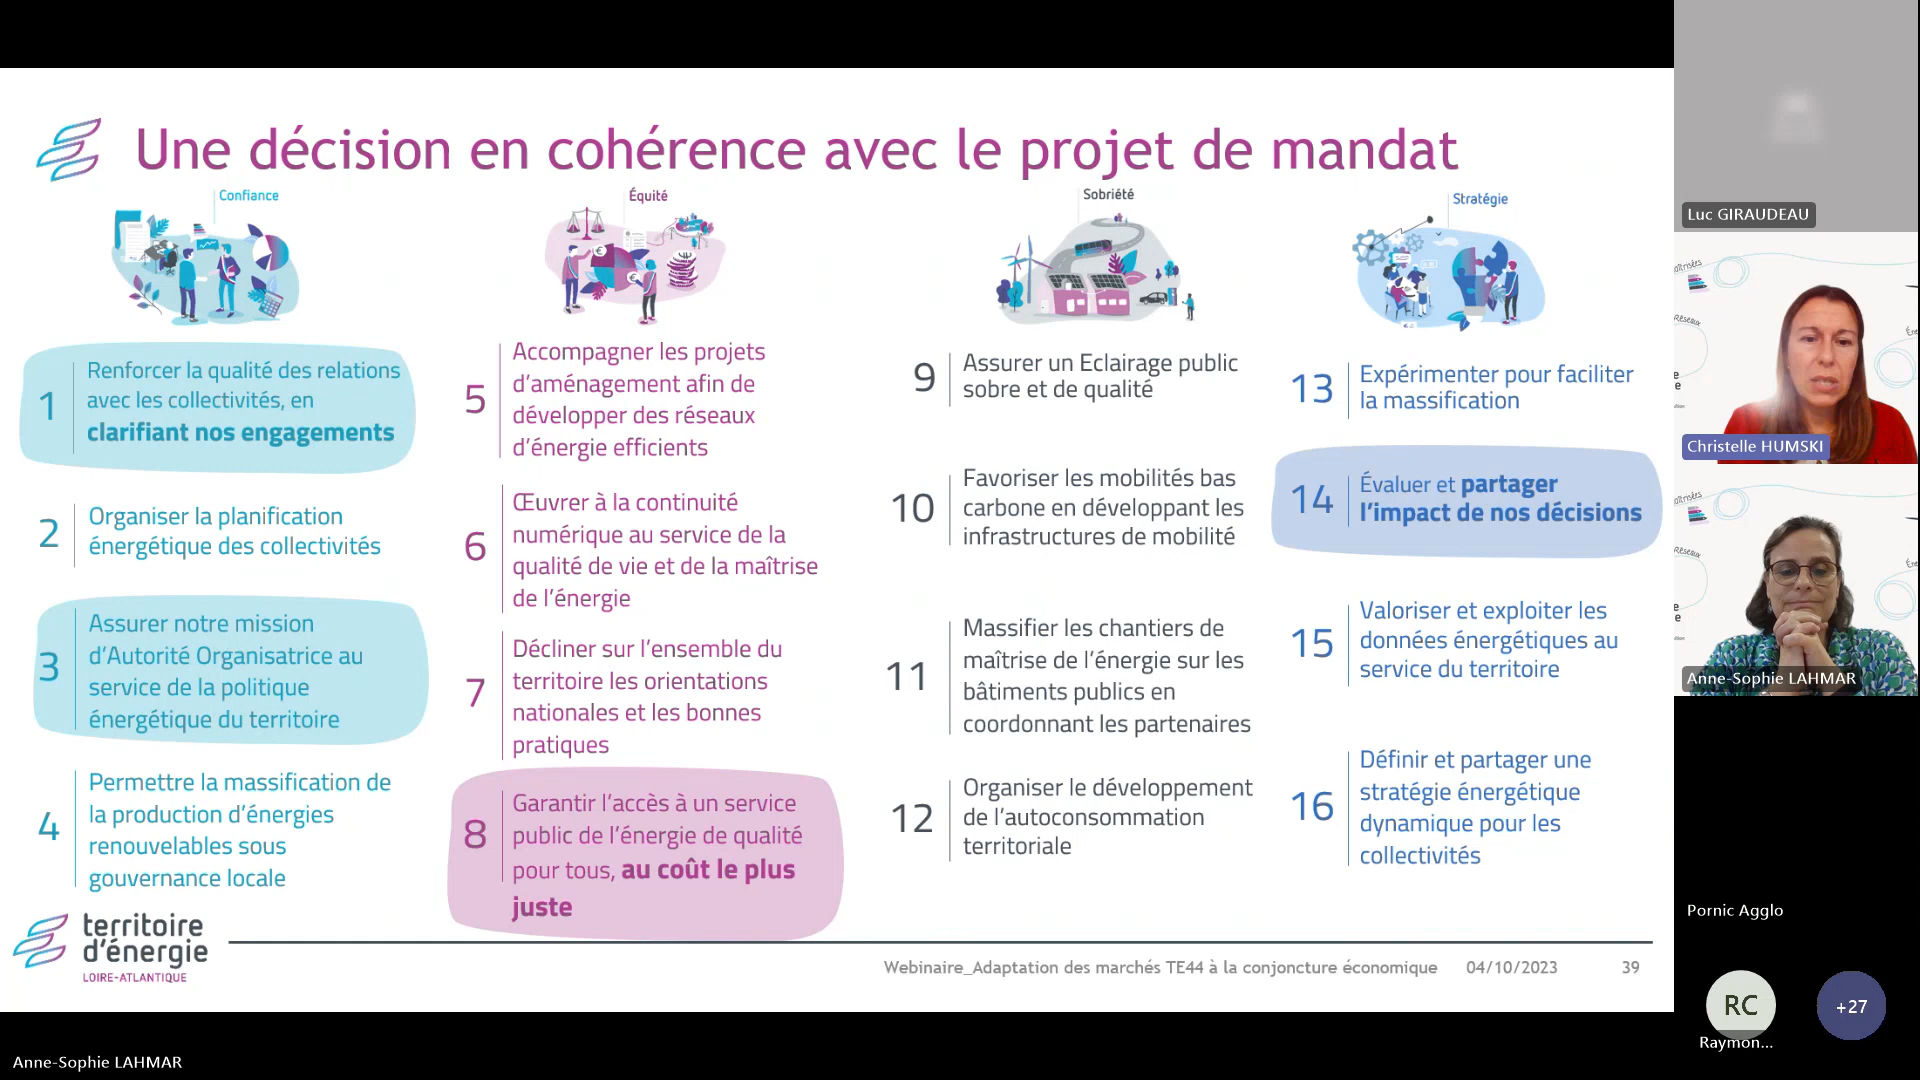 Une décision en cohérence avec le projet de mandat
Confiance
1
Renforcer la qualité des relations
avec les collectivités, en
clarifiant nos engagements
2
Organiser la planification
énergétique des collectivités
3
Assurer notre mission
d'Autorité Organisatrice au
service de la politique
énergétique du territoire
4
Permettre la massification de
la production d'énergies
renouvelables sous
gouvernance locale
Équité
5
Accompagner les projets
d'aménagement afin de
développer des réseaux
d'énergie efficients
6
Œuvrer à la continuité
numérique au service de la
qualité de vie et de la maîtrise
de l'énergie
7
Décliner sur l'ensemble du
territoire les orientations
nationales et les bonnes
pratiques
8
Garantir l'accès à un service
public de l'énergie de qualité
pour tous, au coût le plus
juste
Sobriété
9
Assurer un Eclairage public
sobre et de qualité
10
Favoriser les mobilités bas
carbone en développant les
infrastructures de mobilité
11
Massifier les chantiers de
maîtrise de l'énergie sur les
bâtiments publics en
coordonnant les partenaires
12
Organiser le développement
de l'autoconsommation
territoriale
Stratégie
13
Expérimenter pour faciliter
la massification
14
Évaluer et partager
l'impact de nos décisions
15
Valoriser et exploiter les
données énergétiques au
service du territoire
16
Définir et partager une
stratégie énergétique
dynamique pour les
collectivités
territoire
d'énergie
LOIRE-ATLANTIQUE
Webinaire_Adaptation des marchés TE44 à la conjoncture économique
04/10/2023
39
Anne-Sophie LAHMAR
Luc GIRAUDEAU
Réseaux
Christelle HUMSKI
Réseaux
Anne-Sophie LAHMAR
Pornic Agglo
RC
Raymon...
+27